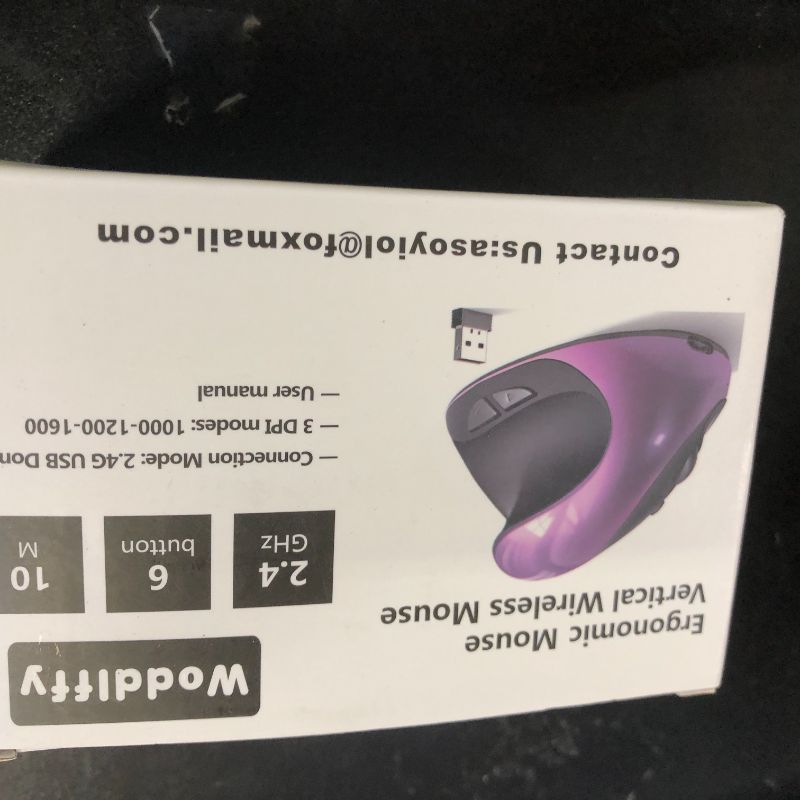 Woddlffy
Ergonomic Mouse
Vertical Wireless Mouse
2.4
GHz
6
button
10
M
— Connection Mode: 2.4G USB
— 3 DPI modes: 1000-1200-1600
— User manual
Contact Us:asoyiol@foxmail.com